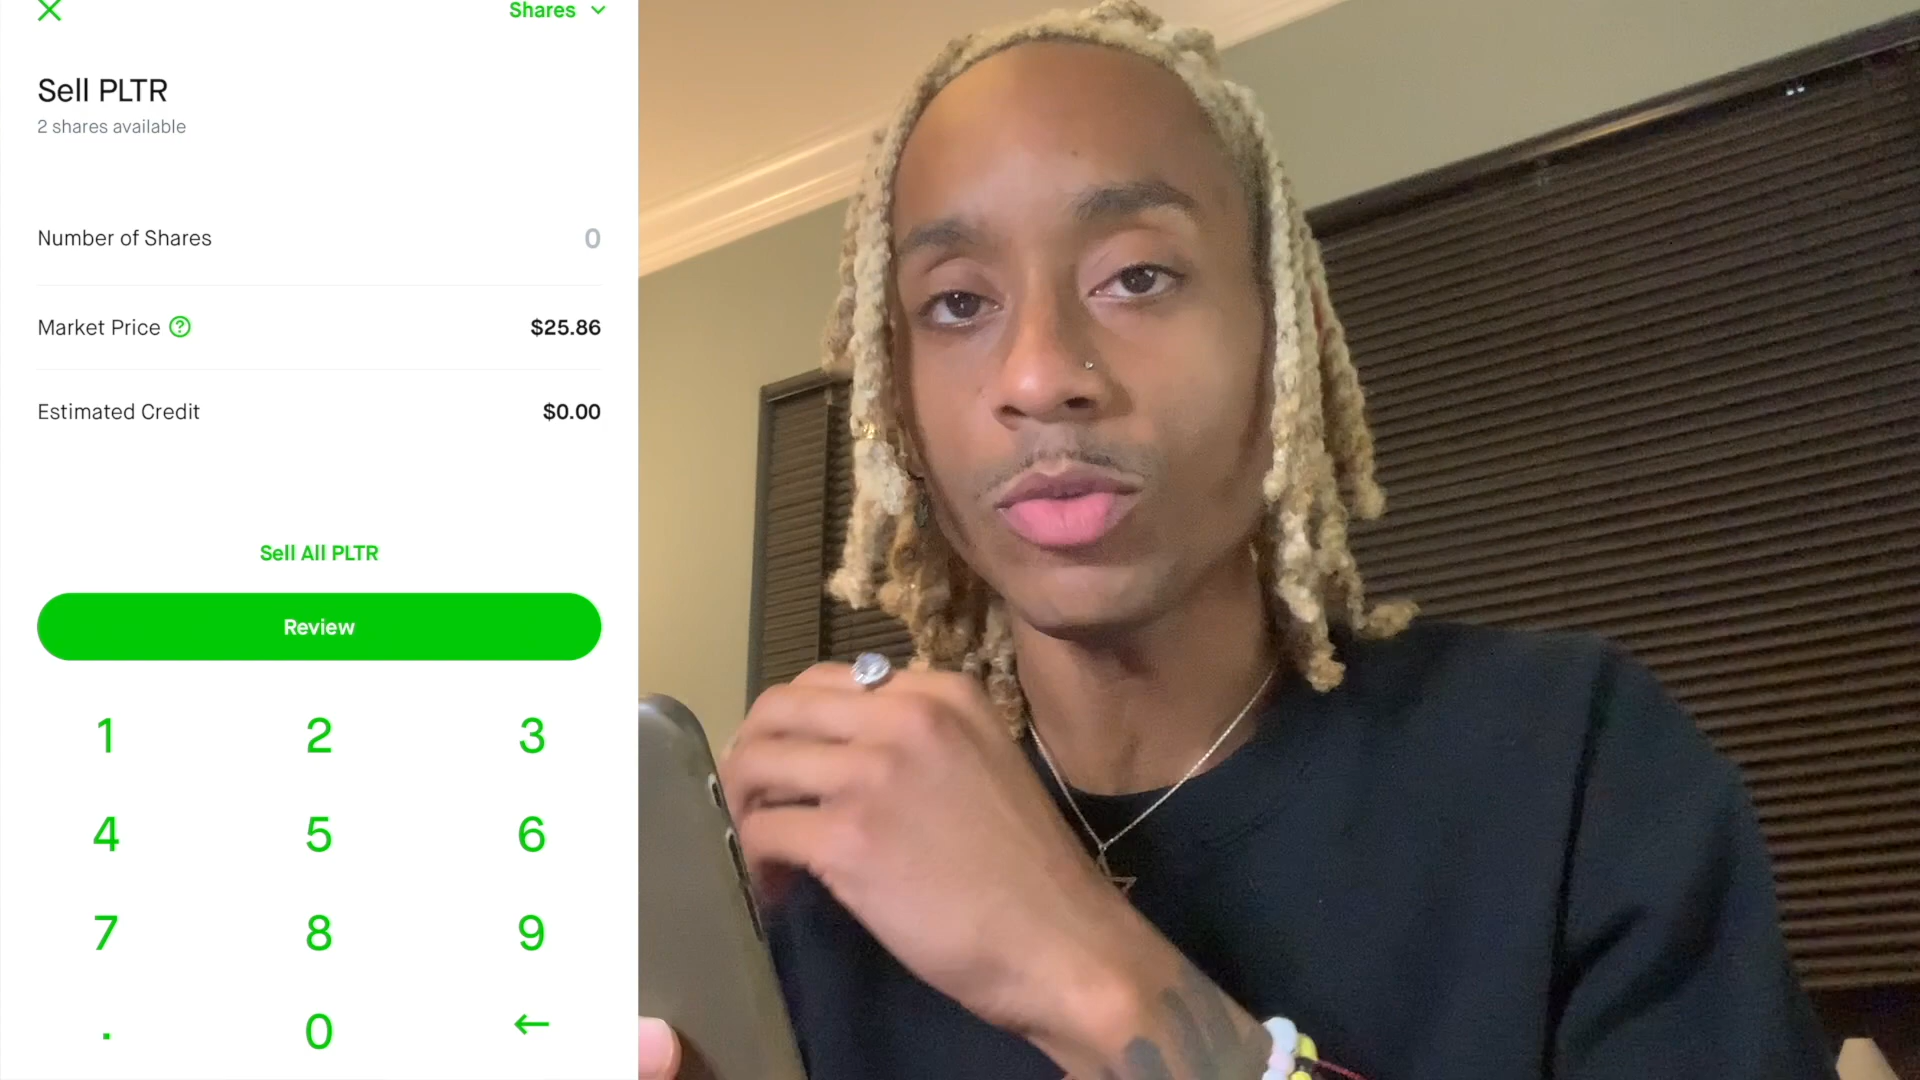 Shares
Sell PLTR
2 shares available
Number of Shares 0
Market Price ? $25.86
Estimated Credit $0.00
Sell All PLTR
Review
1 2 3
4 5 6
7 8 9
. 0 ←